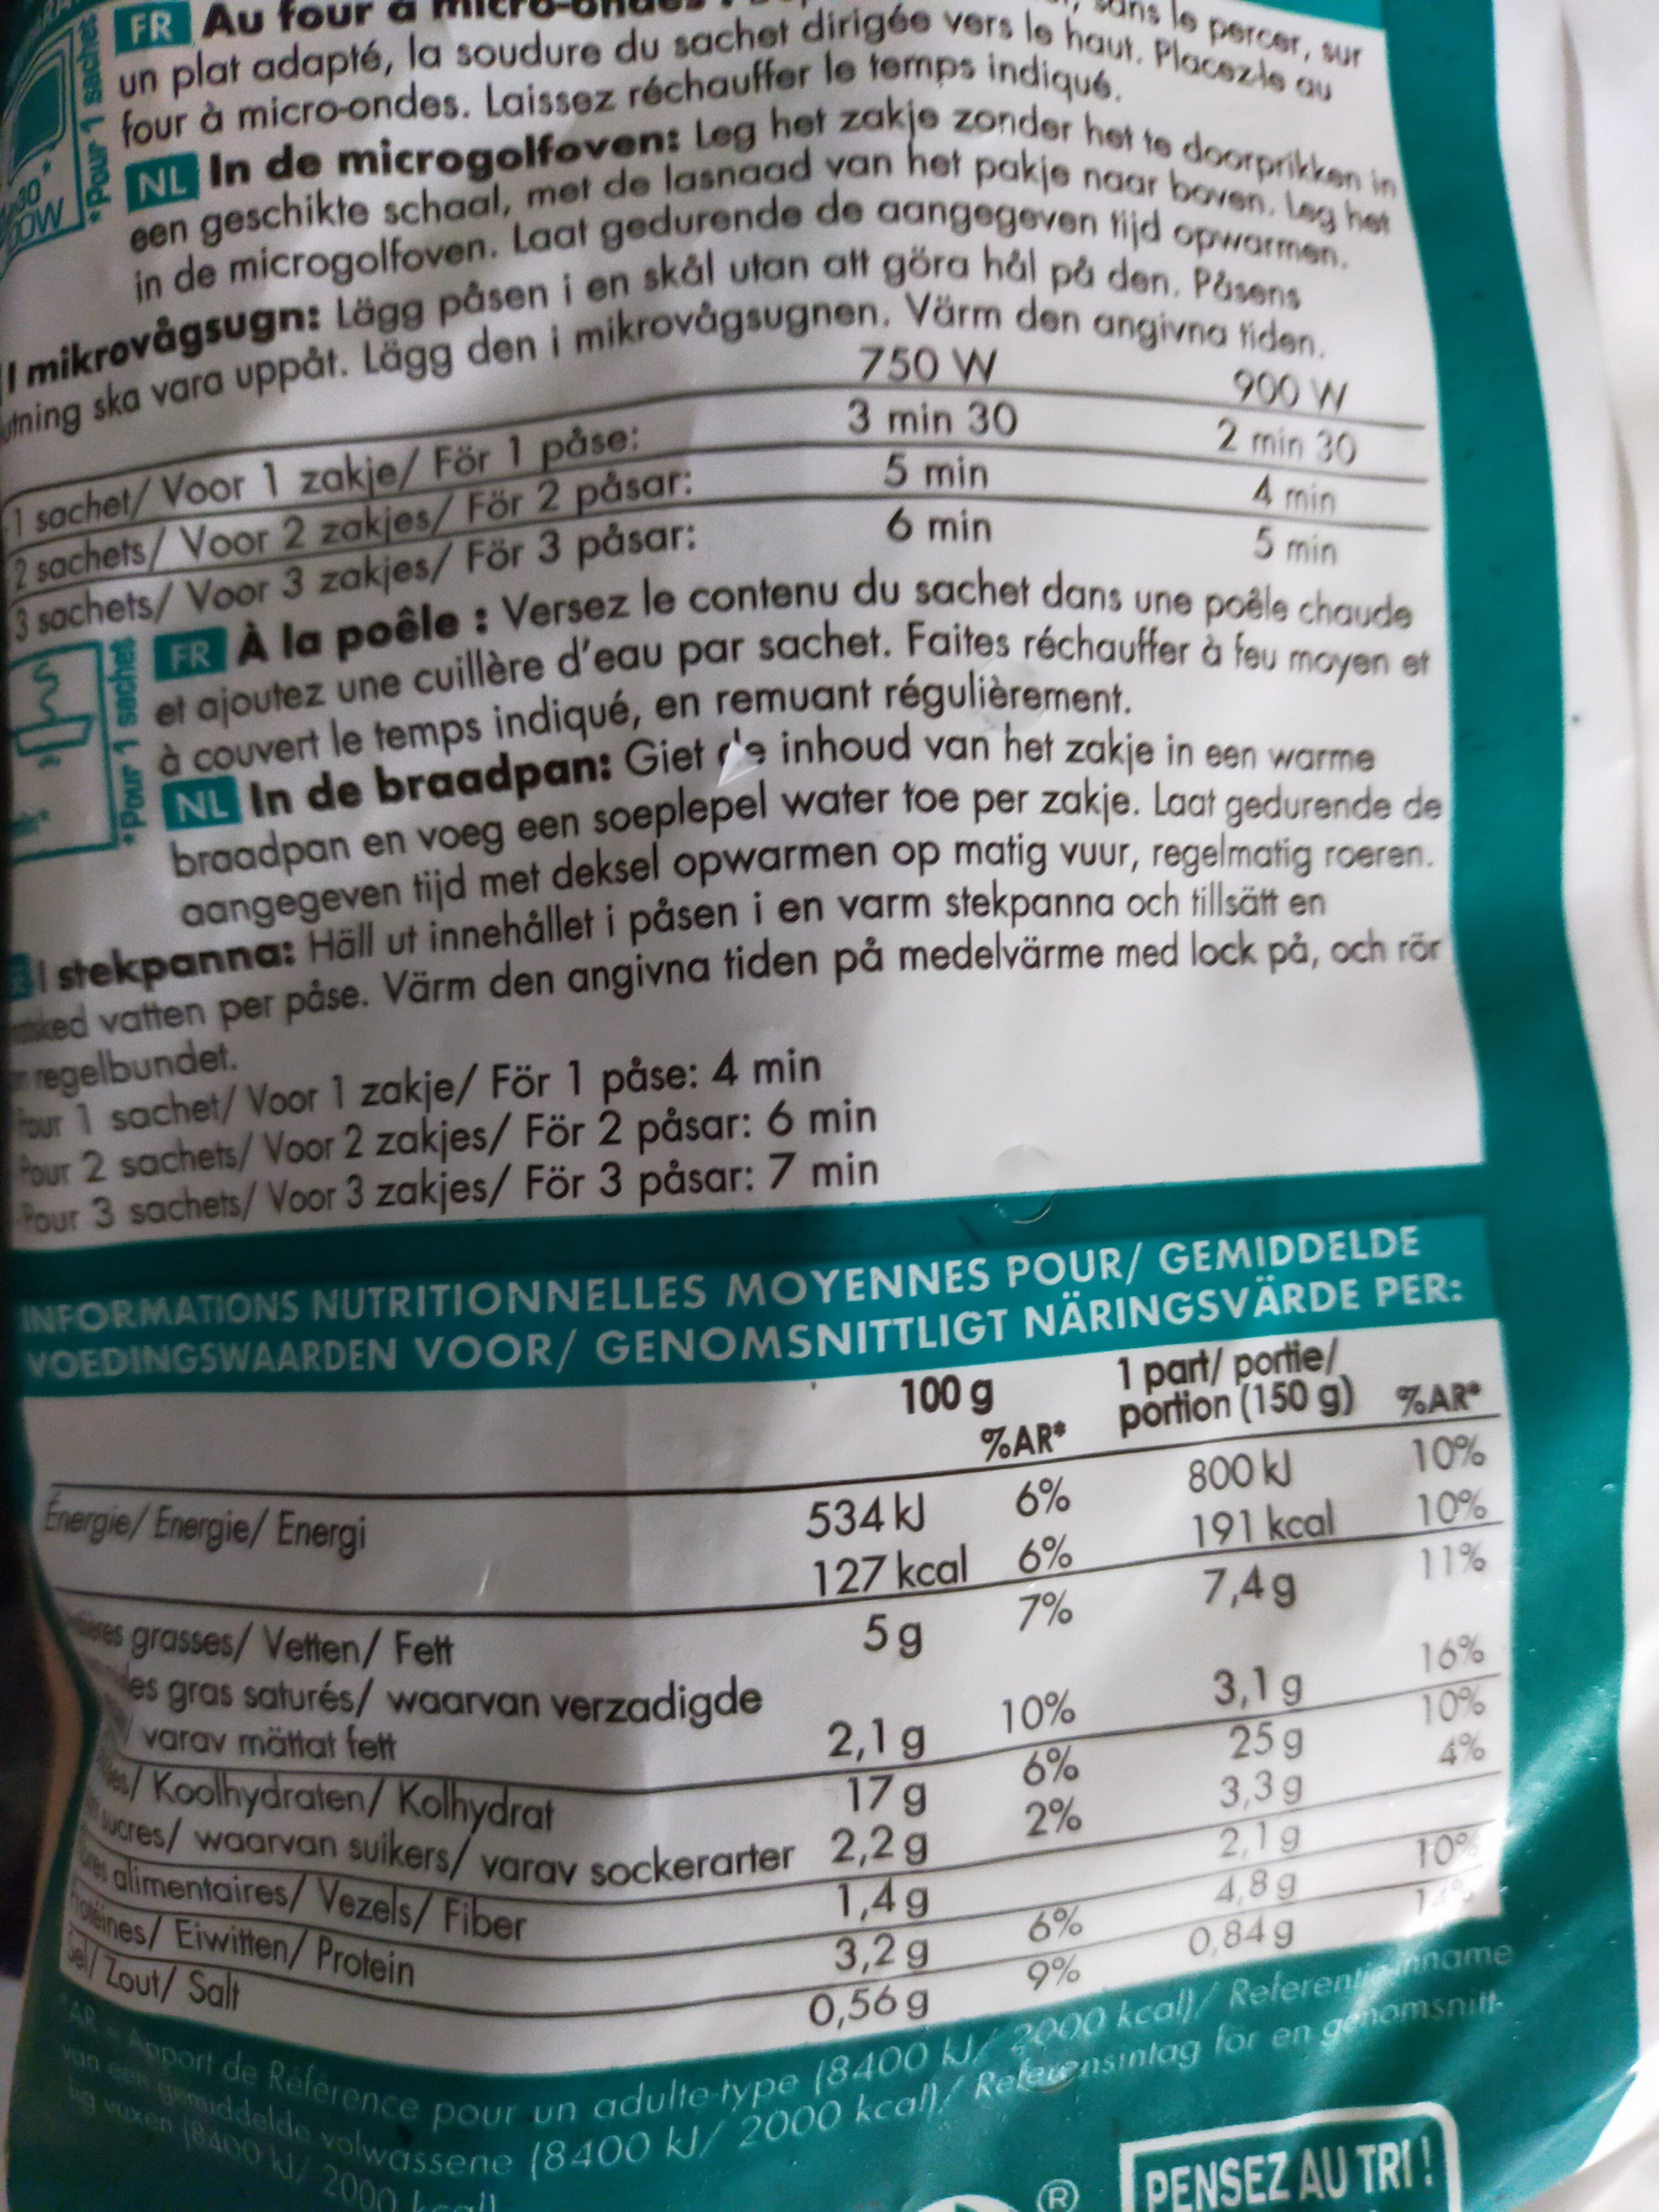 FR Au four à micro-ondes
sans le percer, sur
un plat adapté, la soudure du sachet dirigée vers le haut. Placez-le au
four à micro-ondes. Laissez réchauffer le temps indiqué.
*Pour 1 sachet
NL In de microgolfoven: Leg het zakje zonder het te doorprikken in
een geschikte schaal, met de lasnaad van het pakje naar boven. Leg het
in de microgolfoven. Laat gedurende de aangegeven tijd opwarmen.
I mikrovågsugn: Lägg påsen i en skål utan att göra hål på den. Påsens
ska vara uppåt. Lägg den i mikrovågsugnen. Värm den angivna tiden.
750 W 900 W
1 sachet/ Voor 1 zakje/ För 1 påse: 3 min 30 2 min 30
2 sachets/ Voor 2 zakjes/ För 2 påsar: 5 min 4 min
3 sachets/ Voor 3 zakjes/ För 3 påsar: 6 min 5 min
*Pour 1 sachet
FR À la poêle : Versez le contenu du sachet dans une poêle chaude
et ajoutez une cuillère d'eau par sachet. Faites réchauffer à feu moyen et
à couvert le temps indiqué, en remuant régulièrement.
NL In de braadpan: Giet de inhoud van het zakje in een warme
braadpan en voeg een soeplepel water toe per zakje. Laat gedurende de
aangegeven tijd met deksel opwarmen op matig vuur, regelmatig roeren.
I stekpanna: Häll ut innehållet i påsen i en varm stekpanna och tillsätt en
vatten per påse. Värm den angivna tiden på medelvärme med lock på, och rör
regelbundet.
Pour 1 sachet/ Voor 1 zakje/ För 1 påse: 4 min
Pour 2 sachets/ Voor 2 zakjes/ För 2 påsar: 6 min
Pour 3 sachets/ Voor 3 zakjes/ För 3 påsar: 7 min
INFORMATIONS NUTRITIONNELLES MOYENNES POUR/ GEMIDDELDE
VOEDINGSWAARDEN VOOR/ GENOMSNITTLIGT NÄRINGSVÄRDE PER:
100 g %AR* 1 part/ portie/
portion (150 g) %AR*
Énergie/ Energie/ Energi 534 kJ 6% 800 kJ 10%
127 kcal 6% 191 kcal 10%
grasses/ Vetten/ Fett 5 g 7% 7,4 g 11%
gras saturés/ waarvan verzadigde
varav mättat fett 2,1 g 10% 3,1 g 16%
/ Koolhydraten/ Kolhydrat 17 g 6% 25 g 10%
sucres/ waarvan suikers/ varav sockerarter 2,2 g 2% 3,3 g 4%
alimentaires/ Vezels/ Fiber 1,4 g 2,1 g
Protéines/ Eiwitten/ Protein 3,2 g 6% 4,8 g 10%
Sel/ Zout/ Salt 0,56 g 9% 0,84 g 14%
*AR = Apport de Référence pour un adulte-type (8400 kJ/ 2000 kcal)/ Referentie-inname
van een gemiddelde volwassene (8400 kJ/ 2000 kcal)/ Referensintag för en genomsnitt-
lig vuxen (8400 kJ/ 2000 kcal)
® PENSEZ AU TRI !